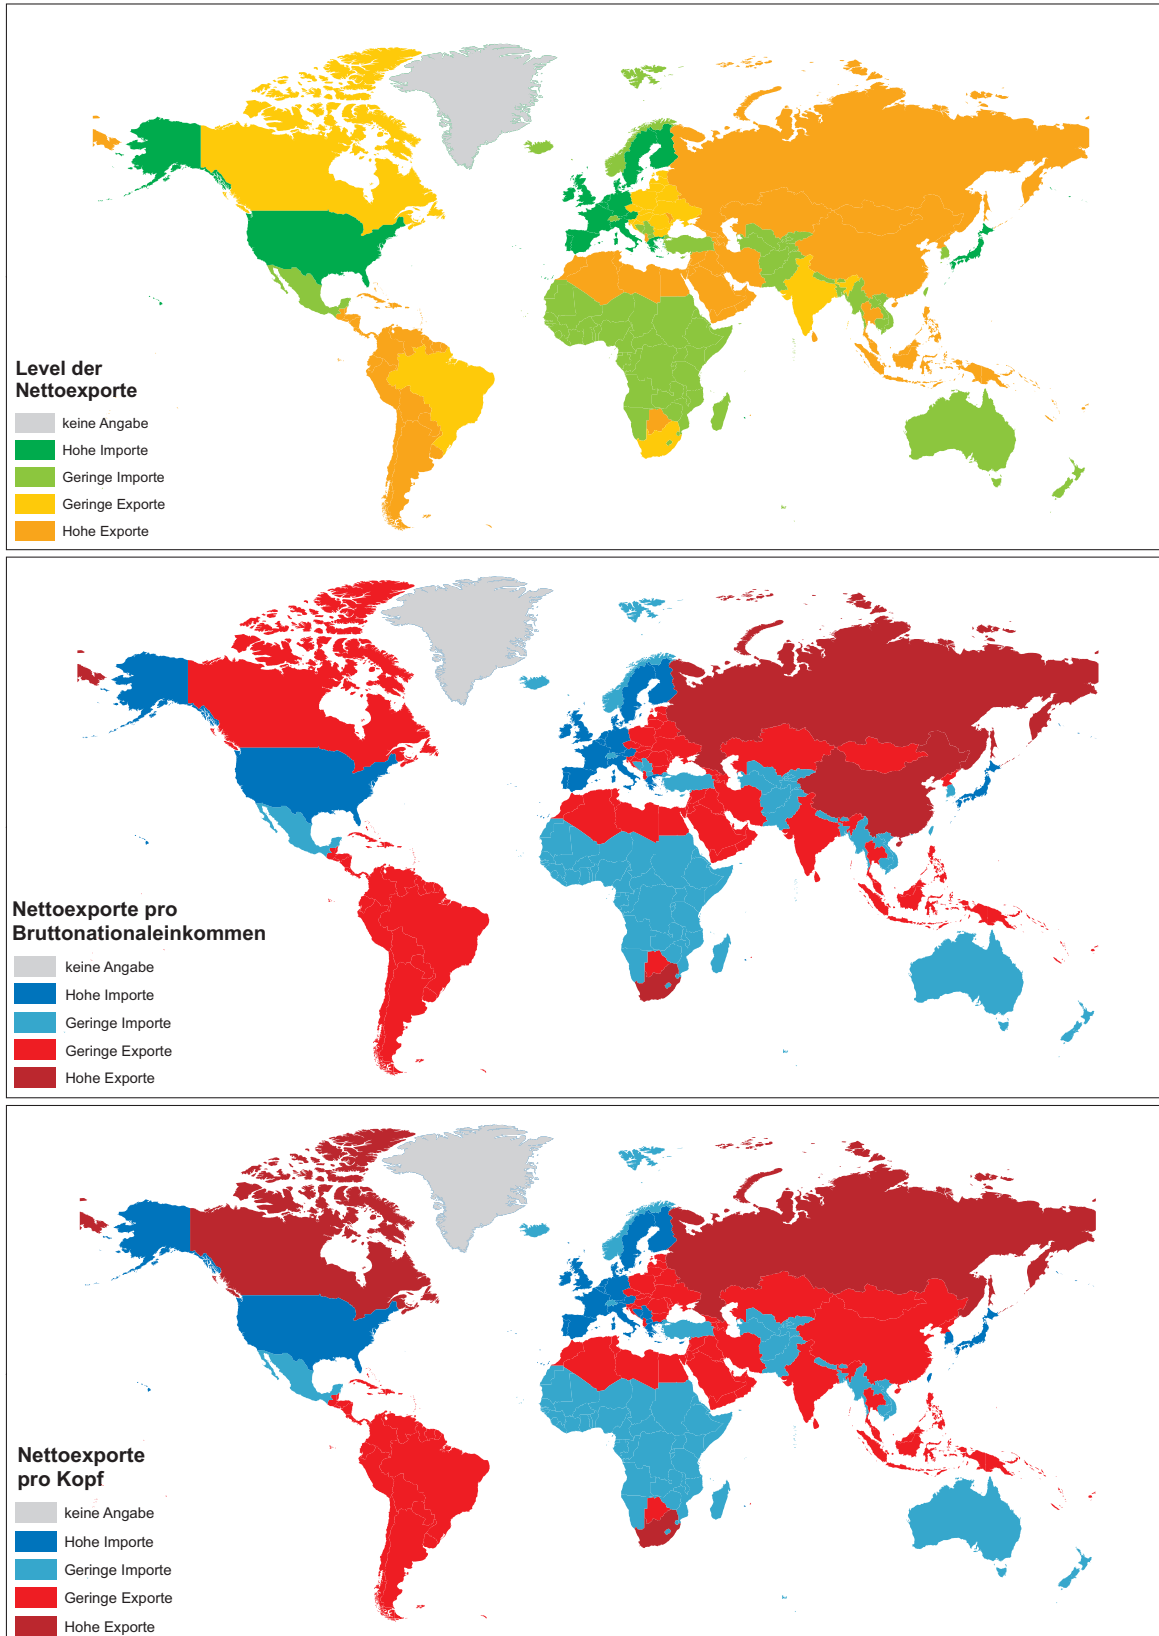 Level der
Nettoexporte
keine Angabe
Hohe Importe
Geringe Importe
Geringe Exporte
Hohe Exporte
Nettoexporte pro
Bruttonationaleinkommen
keine Angabe
Hohe Importe
Geringe Importe
Geringe Exporte
Hohe Exporte
Nettoexporte
pro Kopf
keine Angabe
Hohe Importe
Geringe Importe
Geringe Exporte
Hohe Exporte